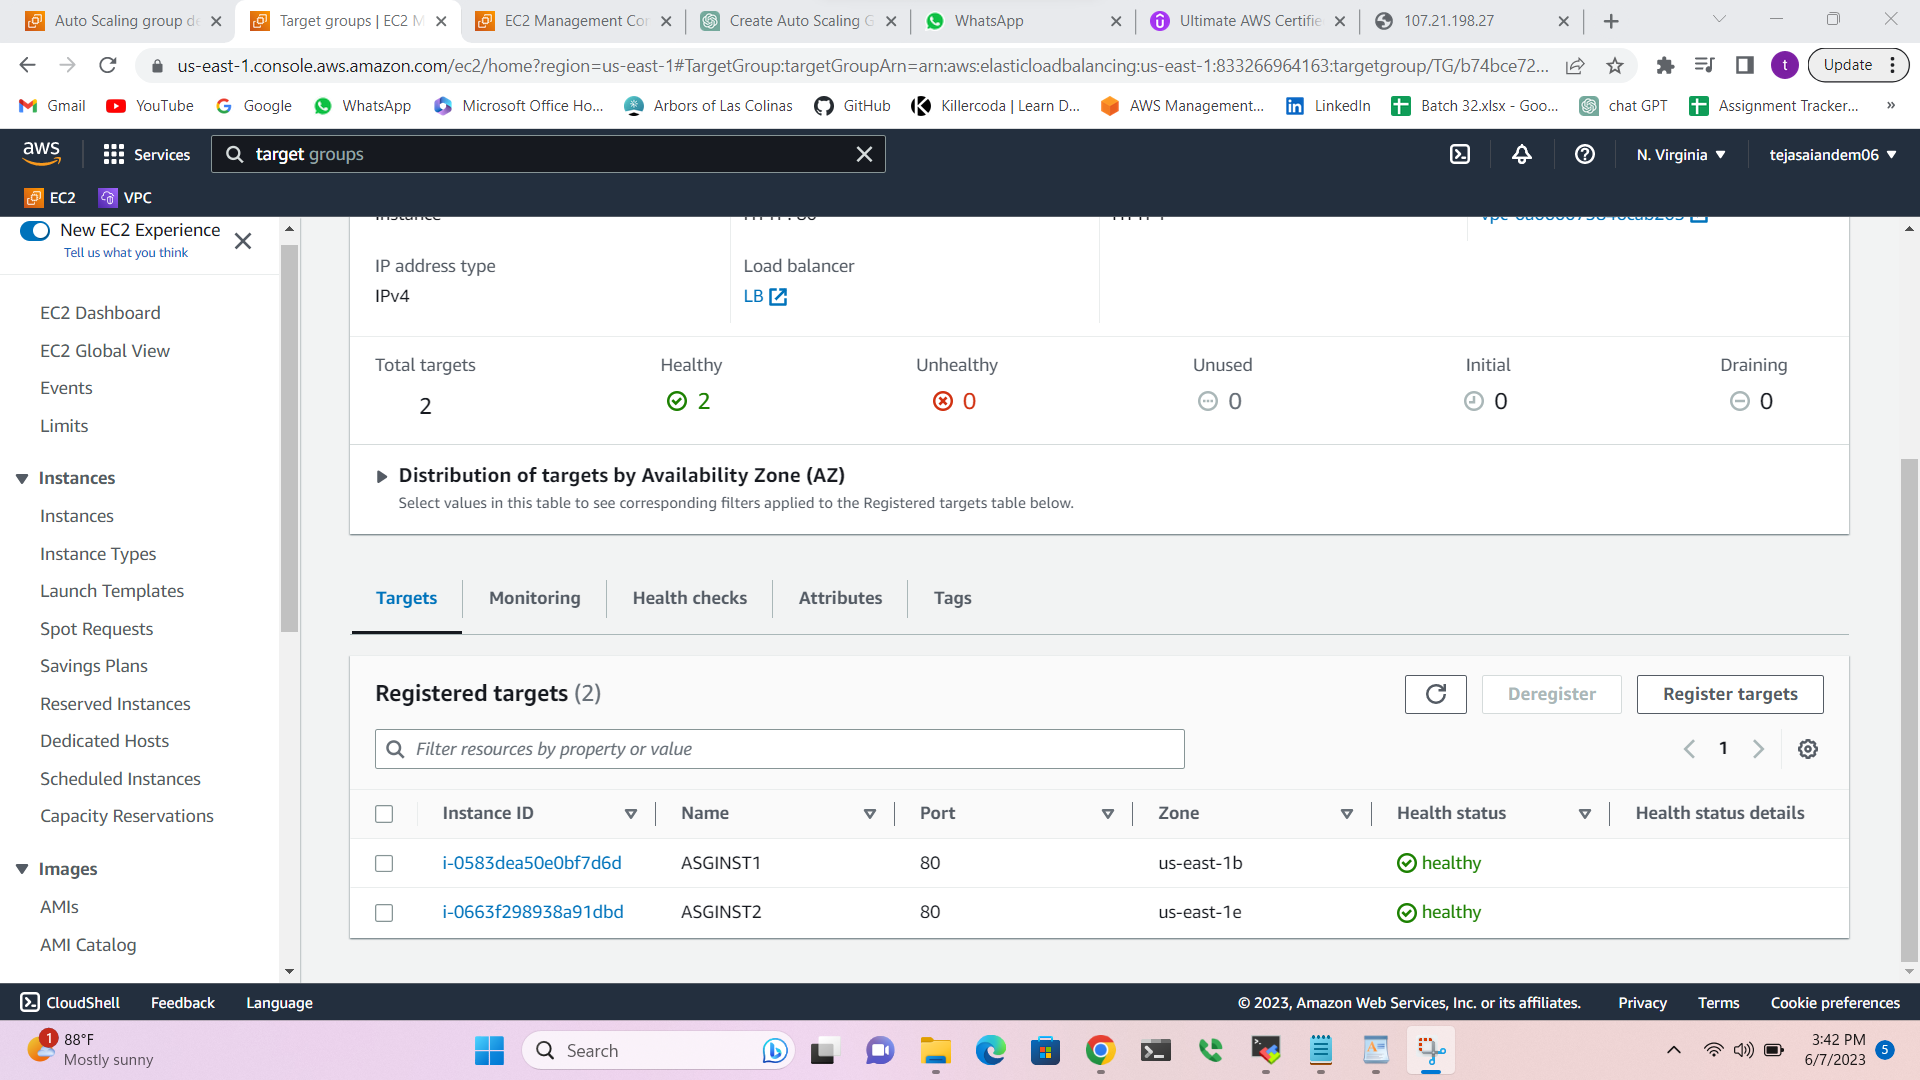 Auto Scaling group de
Target groups | EC2 M
EC2 Management Con
Create Auto Scaling G
WhatsApp
Ultimate AWS Certifie
107.21.198.27
us-east-1.console.aws.amazon.com/ec2/home?region=us-east-1#TargetGroup:targetGroupArn=arn:aws:elasticloadbalancing:us-east-1:833266964163:targetgroup/TG/b74bce72...
t
Update
Gmail
YouTube
Google
WhatsApp
Microsoft Office Ho...
Arbors of Las Colinas
GitHub
Killercoda | Learn D...
AWS Management...
LinkedIn
Batch 32.xlsx - Goo...
chat GPT
Assignment Tracker...
»
aws
Services
target groups
N. Virginia
tejasaiandem06
EC2
VPC
New EC2 Experience
Tell us what you think
EC2 Dashboard
EC2 Global View
Events
Limits
Instances
Instances
Instance Types
Launch Templates
Spot Requests
Savings Plans
Reserved Instances
Dedicated Hosts
Scheduled Instances
Capacity Reservations
Images
AMIs
AMI Catalog
Instance
IP address type
IPv4
Load balancer
LB
Total targets
2
Healthy
2
Unhealthy
0
Unused
0
Initial
0
Draining
0
Distribution of targets by Availability Zone (AZ)
Select values in this table to see corresponding filters applied to the Registered targets table below.
Targets
Monitoring
Health checks
Attributes
Tags
Registered targets (2)
Deregister
Register targets
Filter resources by property or value
1
Instance ID
Name
Port
Zone
Health status
Health status details
i-0583dea50e0bf7d6d
ASGINST1
80
us-east-1b
healthy
i-0663f298938a91dbd
ASGINST2
80
us-east-1e
healthy
CloudShell
Feedback
Language
© 2023, Amazon Web Services, Inc. or its affiliates.
Privacy
Terms
Cookie preferences
1
88°F
Mostly sunny
Search
3:42 PM
6/7/2023
5